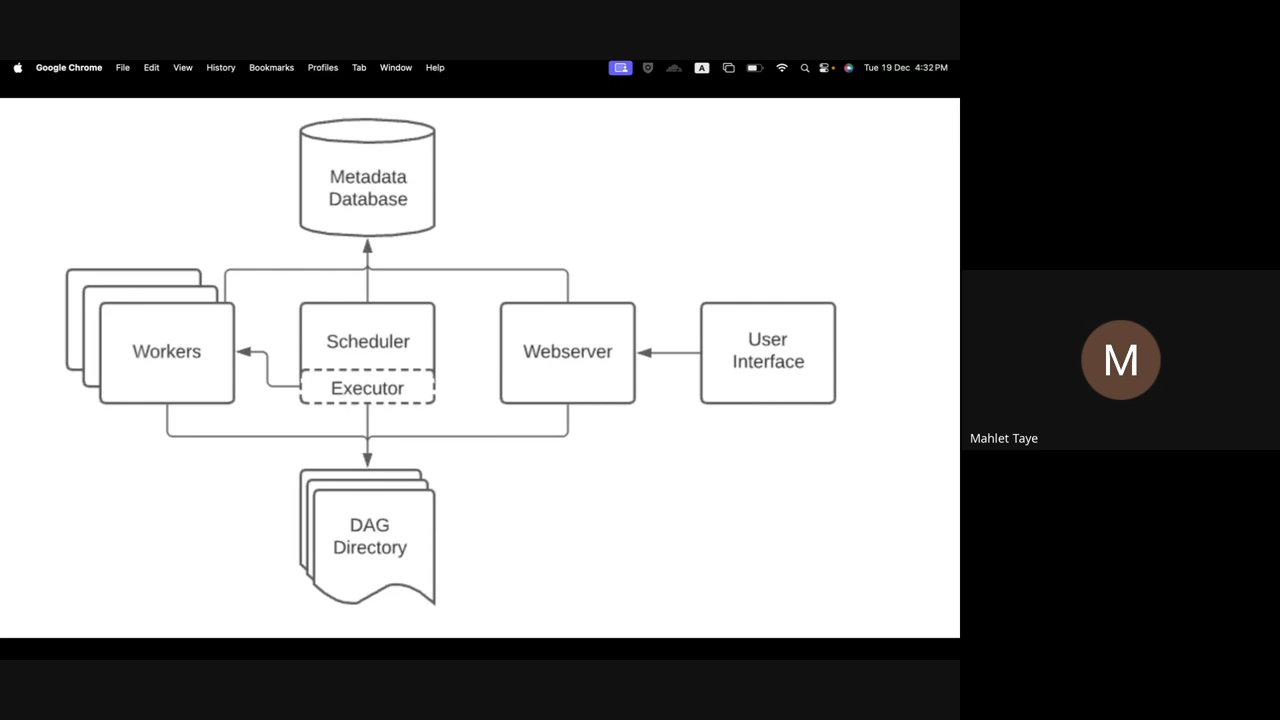 Google Chrome File Edit View History Bookmarks Profiles Tab Window Help A Tue 19 Dec 4:32 PM
Metadata
Database
Workers
Scheduler
Executor
Webserver
User
Interface
DAG
Directory
M
Mahlet Taye